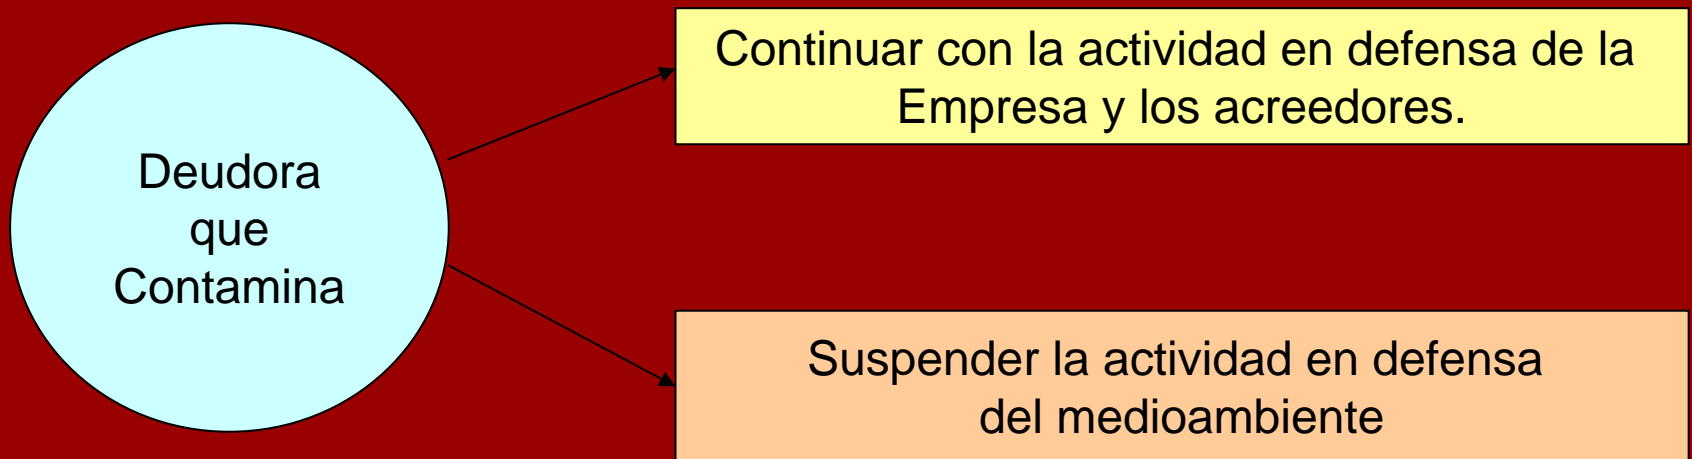 Deudora
que
Contamina
Continuar con la actividad en defensa de la
Empresa y los acreedores.
Suspender la actividad en defensa
del medioambiente